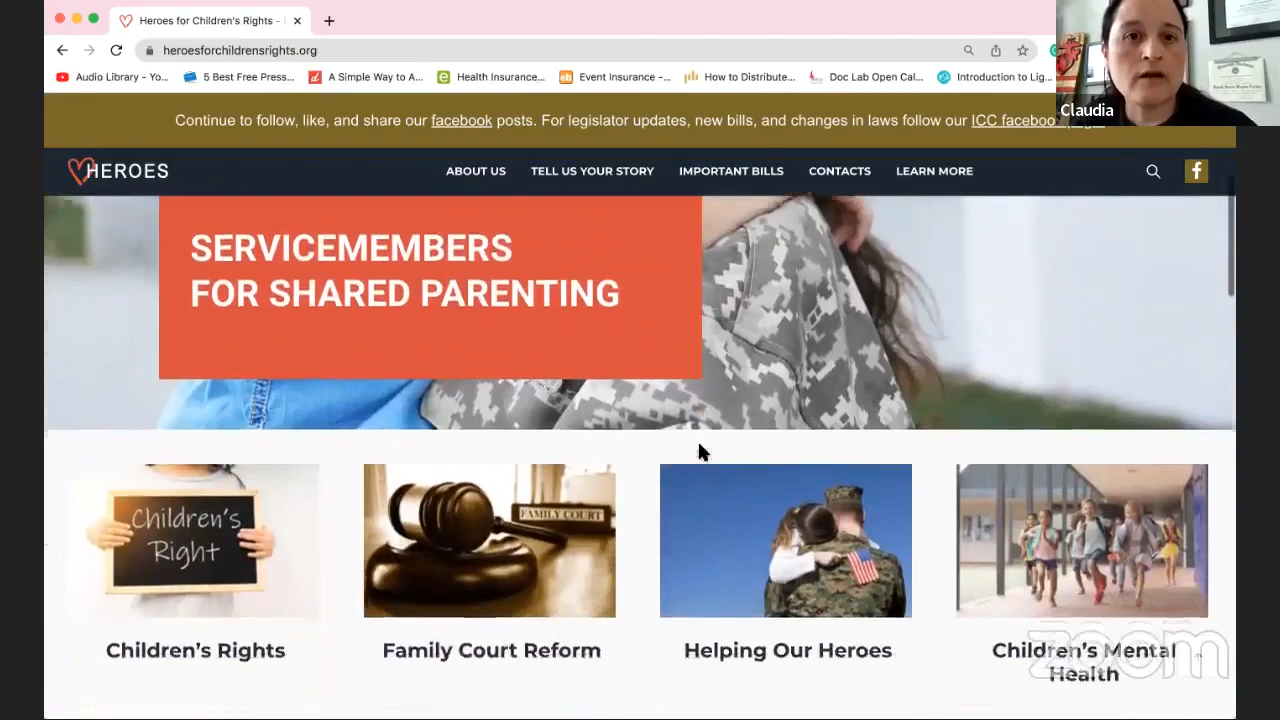 Heroes for Children's Rights -
heroesforchildrensrights.org
Audio Library - Yo...
5 Best Free Press...
A Simple Way to A...
Health Insurance...
Event Insurance -...
How to Distribute...
Doc Lab Open Cal...
Introduction to Lig...
Claudia
Continue to follow, like, and share our facebook posts. For legislator updates, new bills, and changes in laws follow our ICC faceboo
HEROES
ABOUT US
TELL US YOUR STORY
IMPORTANT BILLS
CONTACTS
LEARN MORE
f
SERVICEMEMBERS
FOR SHARED PARENTING
Children's
Right
FAMILY COURT
Children's Rights
Family Court Reform
Helping Our Heroes
Children's Mental
Health
zoom